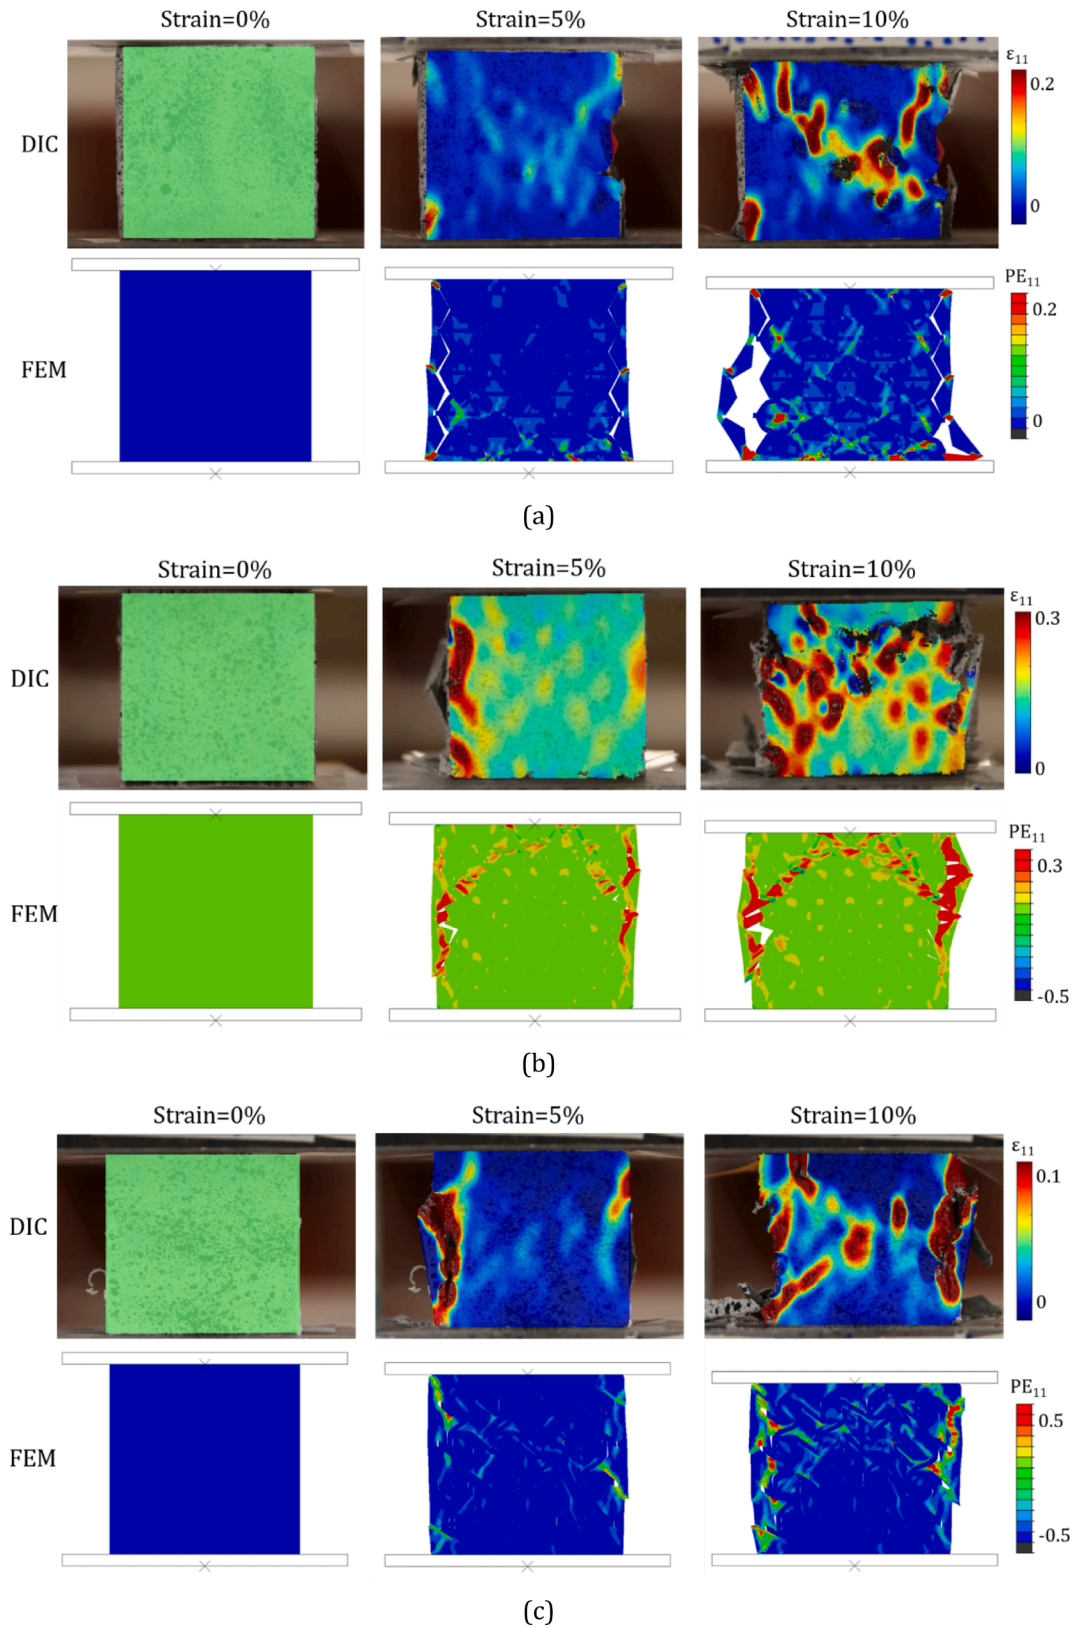 Strain=0% Strain=5% Strain=10%
DIC
ε₁₁
0.2
0
FEM
PE₁₁
0.2
0
(a)
Strain=0% Strain=5% Strain=10%
DIC
ε₁₁
0.3
0
FEM
PE₁₁
0.3
-0.5
(b)
Strain=0% Strain=5% Strain=10%
DIC
ε₁₁
0.1
0
FEM
PE₁₁
0.5
-0.5
(c)